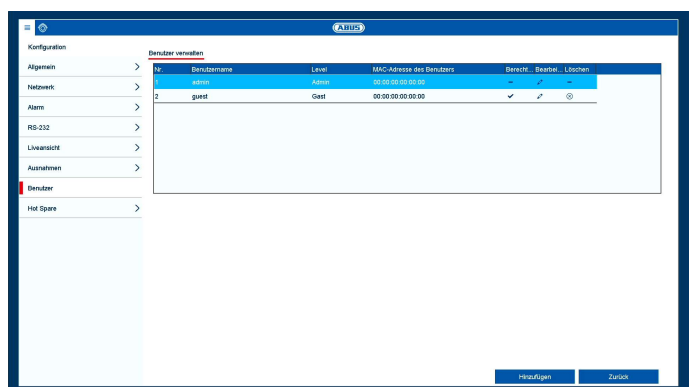 ABUS
Konfiguration
Allgemein
Netzwerk
Alarm
RS-232
Liveansicht
Ausnahmen
Benutzer
Hot Spare
Benutzer verwalten
Nr. Benutzername Level MAC-Adresse des Benutzers Berecht... Bearbei... Löschen
1 admin Admin 00:00:00:00:00:00
2 guest Gast 00:00:00:00:00:00
Hinzufügen Zurück